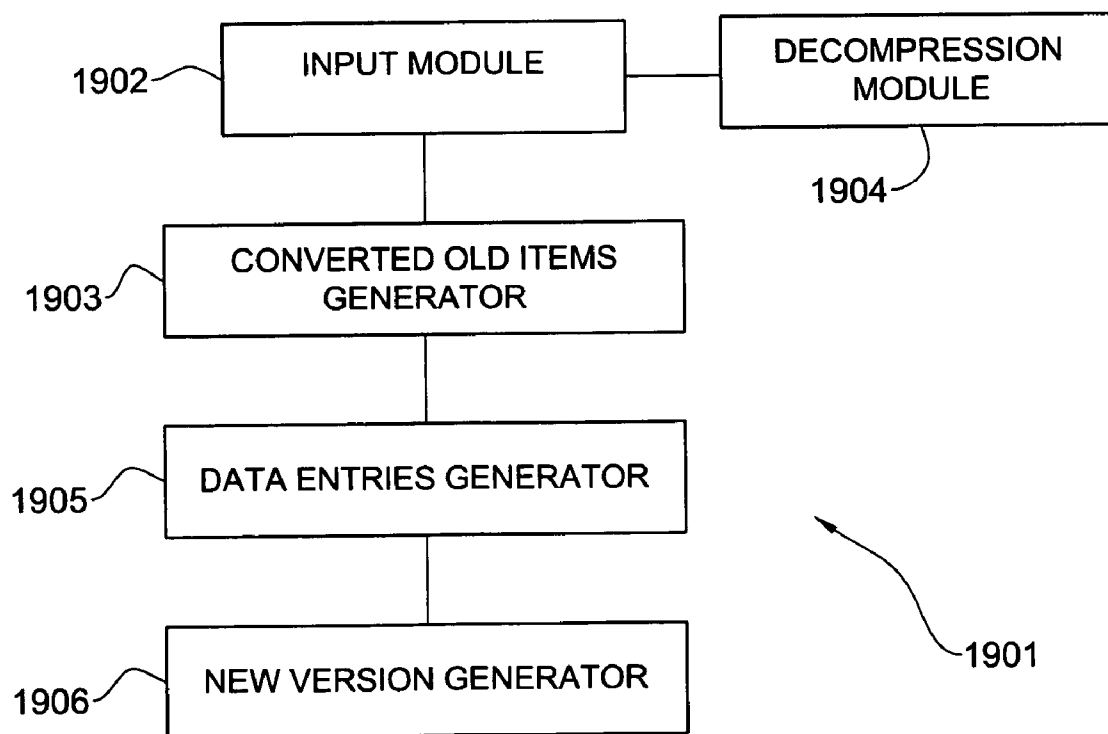 INPUT MODULE
1902
DECOMPRESSION
MODULE
1904
CONVERTED OLD ITEMS
GENERATOR
1903
DATA ENTRIES GENERATOR
1905
1901
NEW VERSION GENERATOR
1906